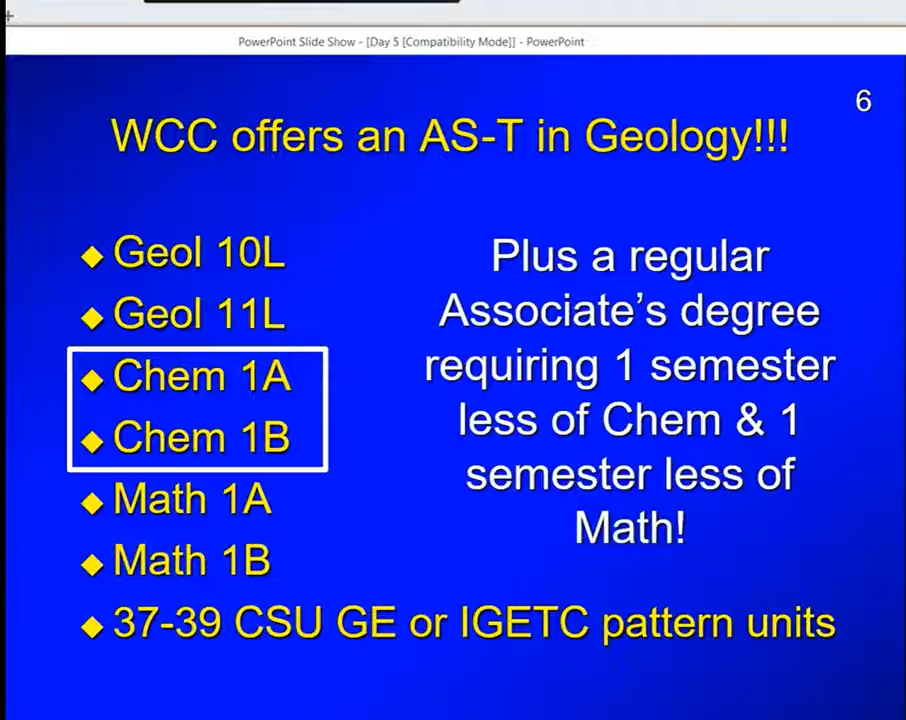 PowerPoint Slide Show - [Day 5 [Compatibility Mode]] - PowerPoint
6
WCC offers an AS-T in Geology!!!
Geol 10L
Geol 11L
Chem 1A
Chem 1B
Math 1A
Math 1B
37-39 CSU GE or IGETC pattern units
Plus a regular
Associate’s degree
requiring 1 semester
less of Chem & 1
semester less of
Math!